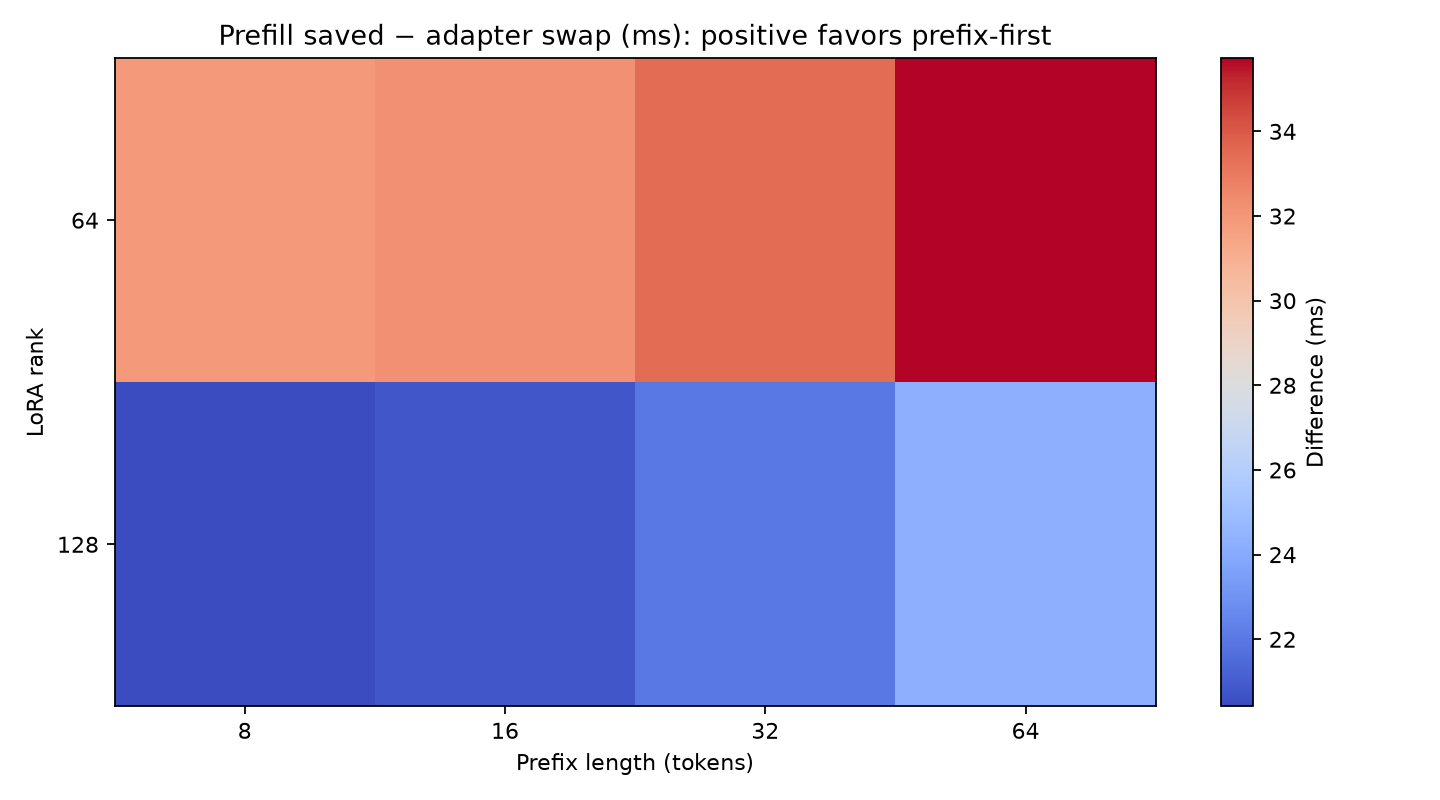 Prefill saved − adapter swap (ms): positive favors prefix-first
LoRA rank
64
128
8 16 32 64
Prefix length (tokens)
34
32
30
28
26
24
22
Difference (ms)